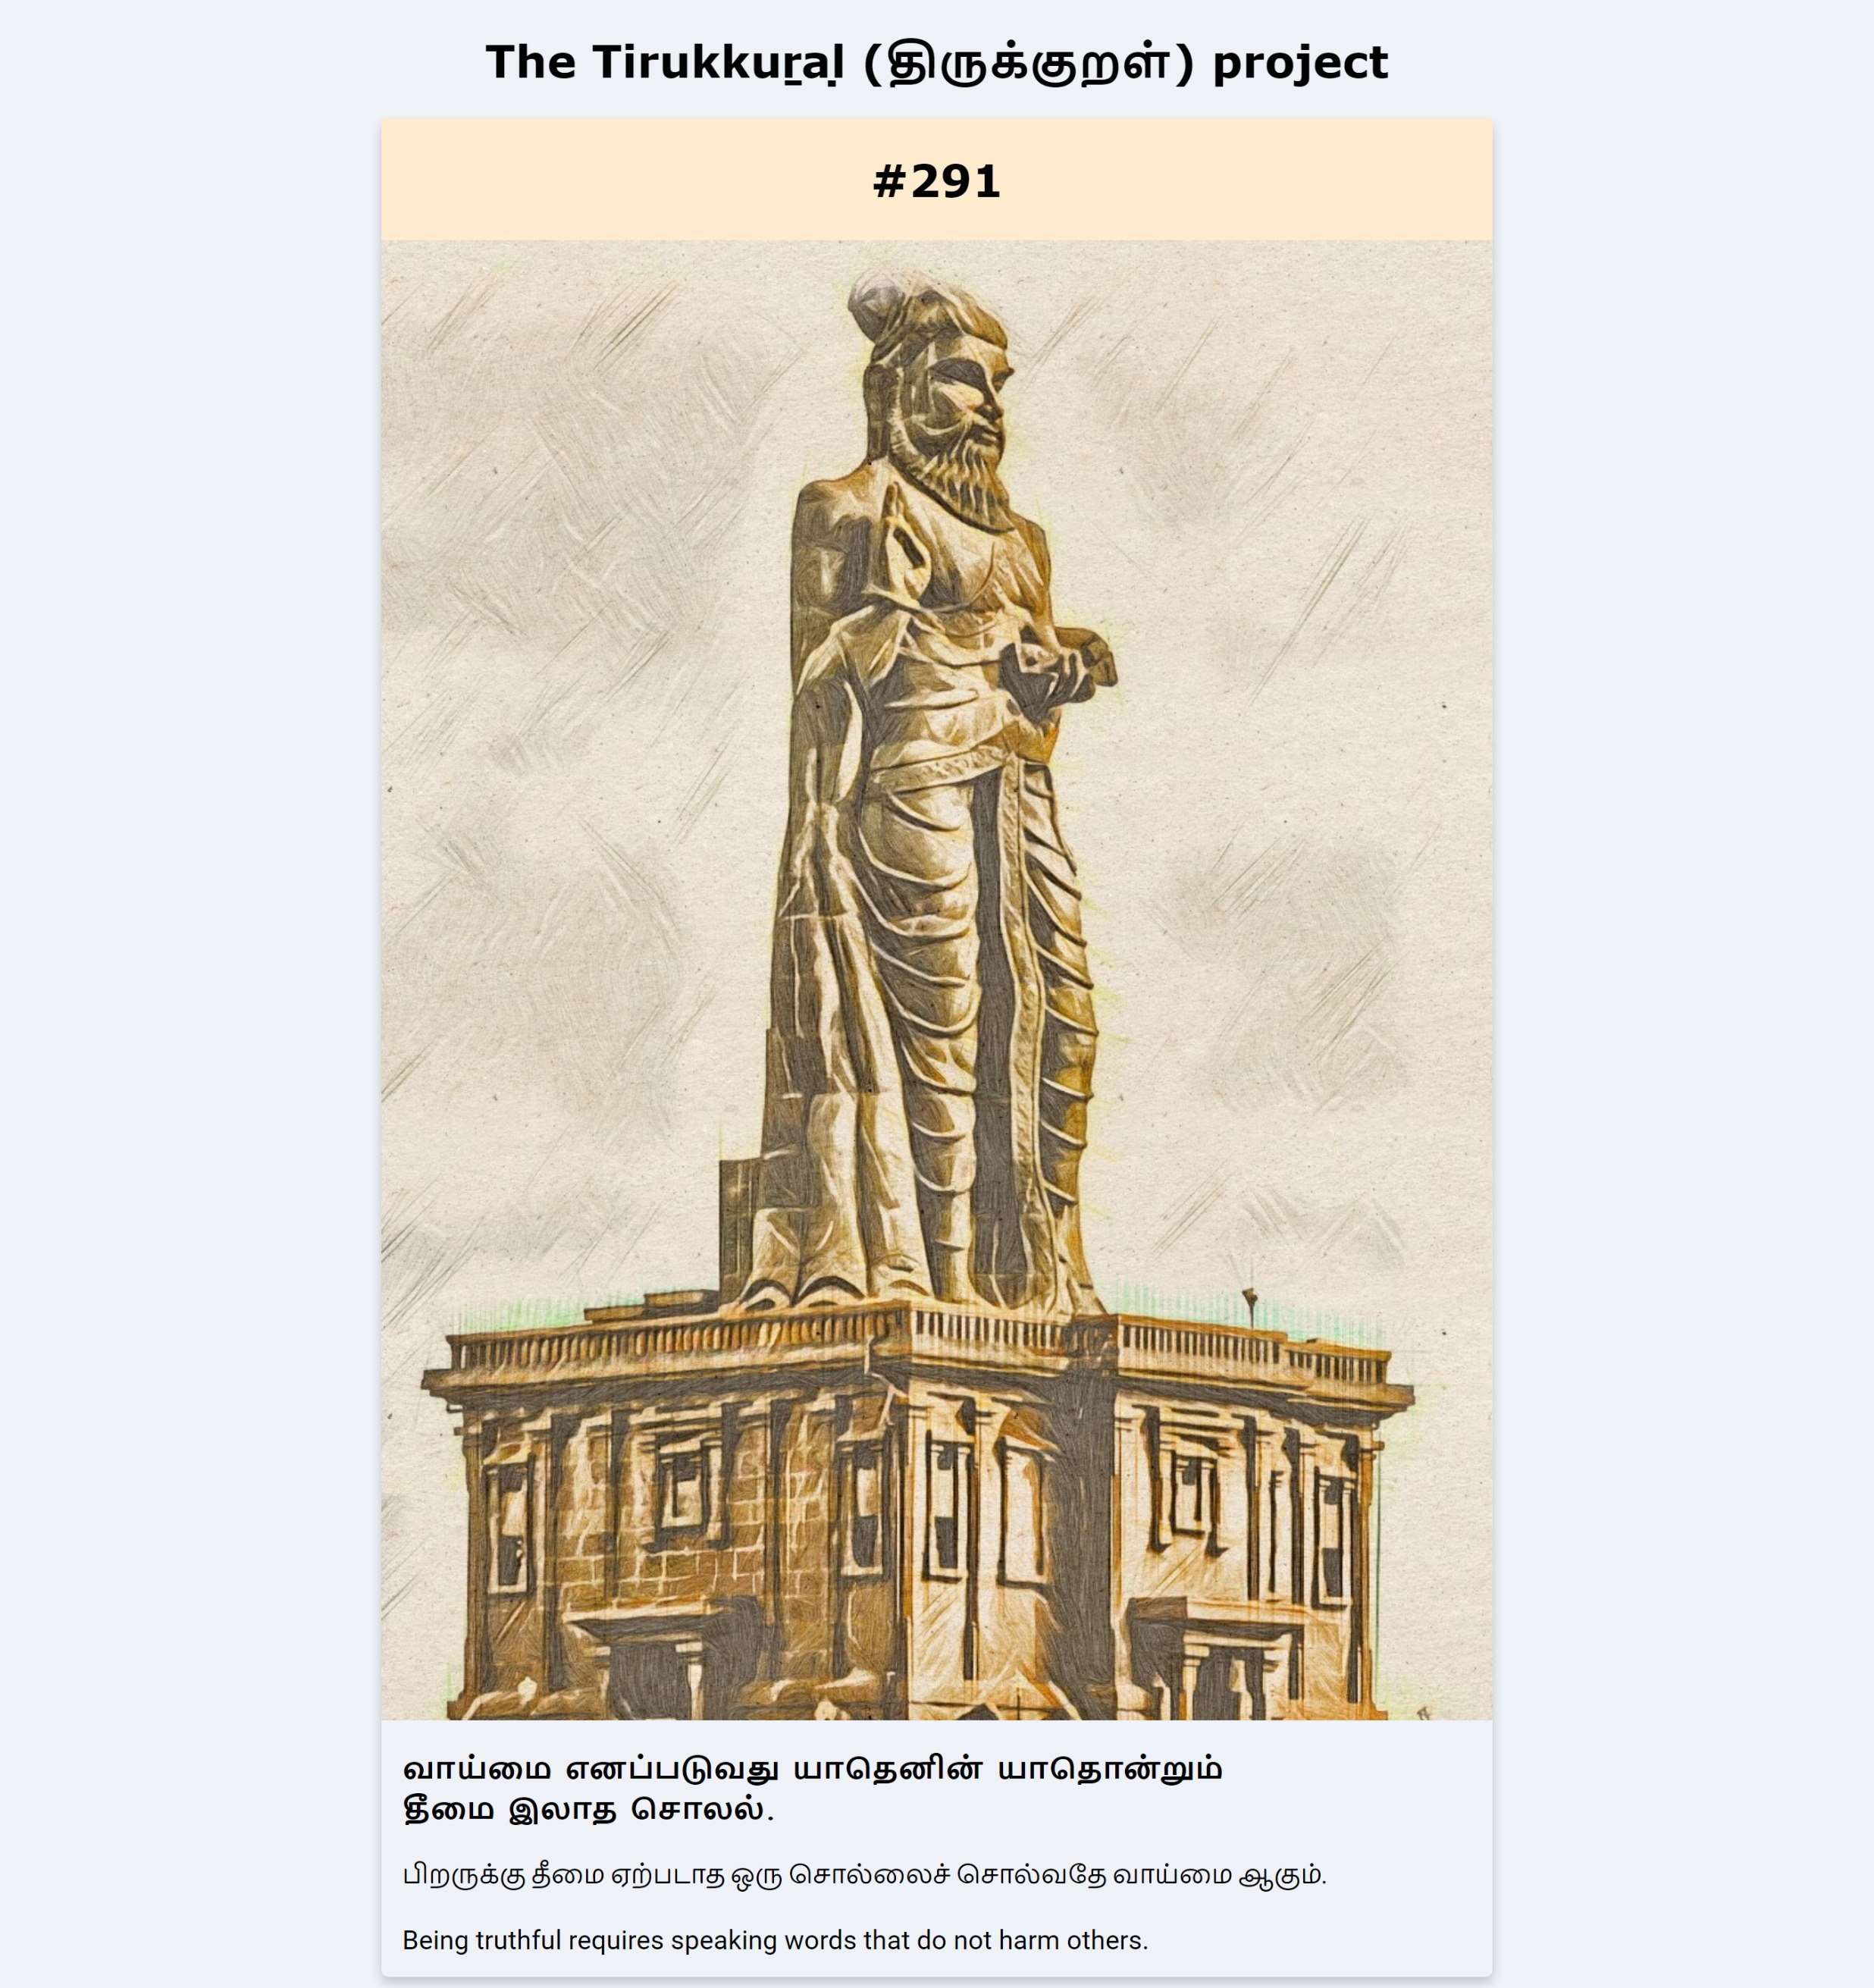 The Tirukkuṟaḷ (திருக்குறள்) project
#291
வாய்மை எனப்படுவது யாதெனின் யாதொன்றும்
தீமை இலாத சொலல்.
பிறருக்கு தீமை ஏற்படாத ஒரு சொல்லைச் சொல்வதே வாய்மை ஆகும்.
Being truthful requires speaking words that do not harm others.